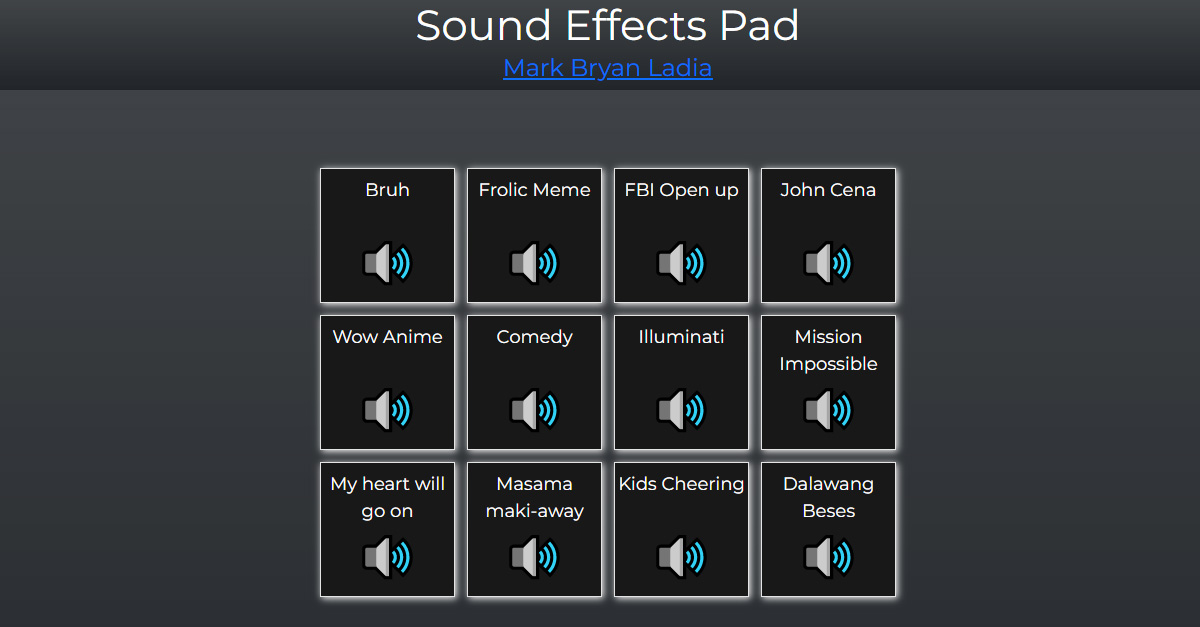 Sound Effects Pad
Mark Bryan Ladia
Bruh
Frolic Meme
FBI Open up
John Cena
Wow Anime
Comedy
Illuminati
Mission
Impossible
My heart will
go on
Masama
maki-away
Kids Cheering
Dalawang
Beses